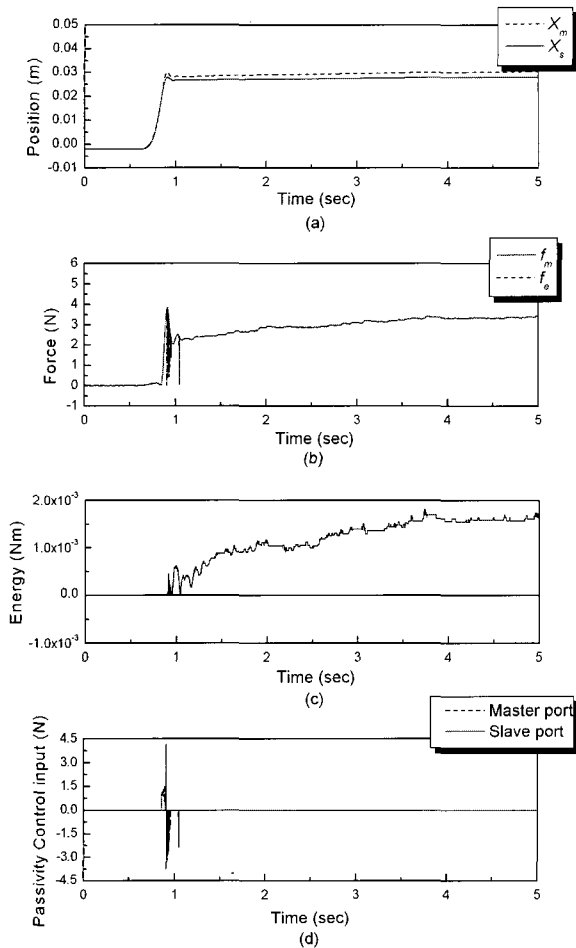 0.05
0.04
0.03
0.02
0.00
-0.01
Position (m)
X_m
X_s
0 1 2 3 4 5
Time (sec)
(a)
6
5
4
3
2
1
0
-1
Force (N)
f_m
f_e
0 1 2 3 4 5
Time (sec)
(b)
2.0x10⁻³
1.0x10⁻³
0.0
-1.0x10⁻³
Energy (Nm)
0 1 2 3 4 5
Time (sec)
(c)
4.5
3.0
1.5
0.0
-1.5
-3.0
-4.5
Passivity Control input (N)
Master port
Slave port
0 1 2 3 4 5
Time (sec)
(d)